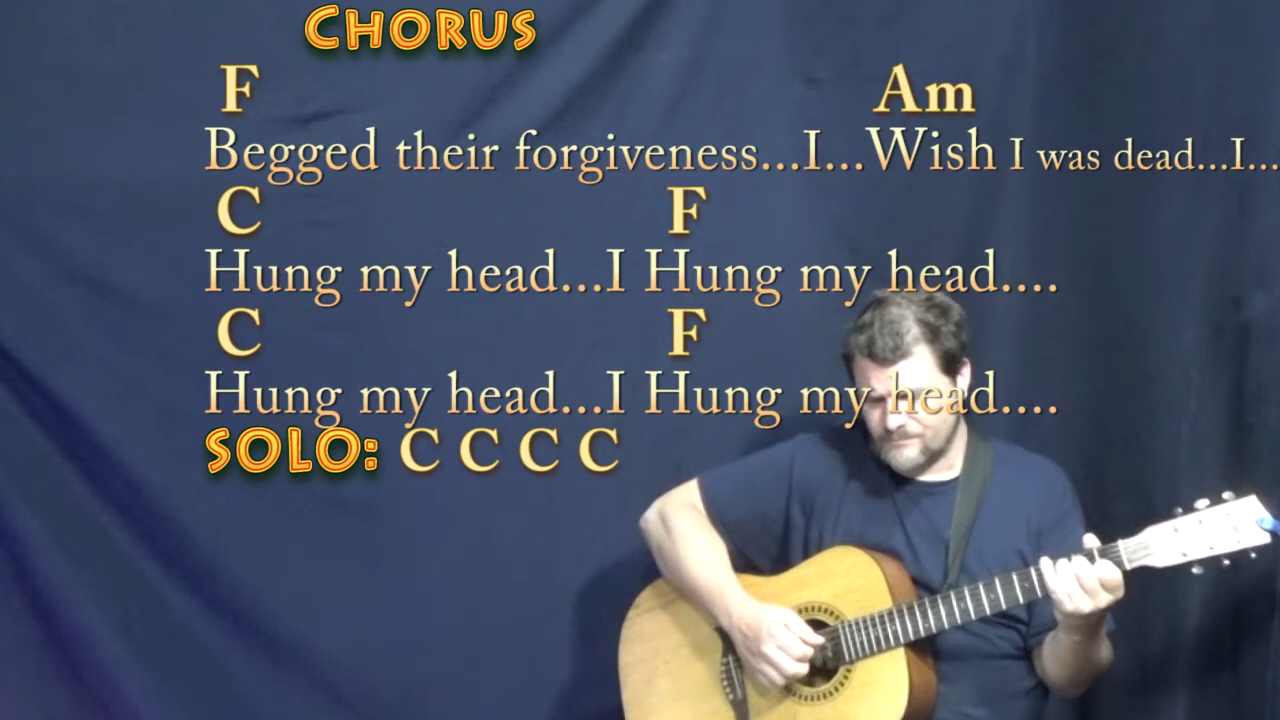 CHORUS
F Am
Begged their forgiveness...I...Wish I was dead...I...
C F
Hung my head...I Hung my head....
C F
Hung my head...I Hung my head....
SOLO: C C C C